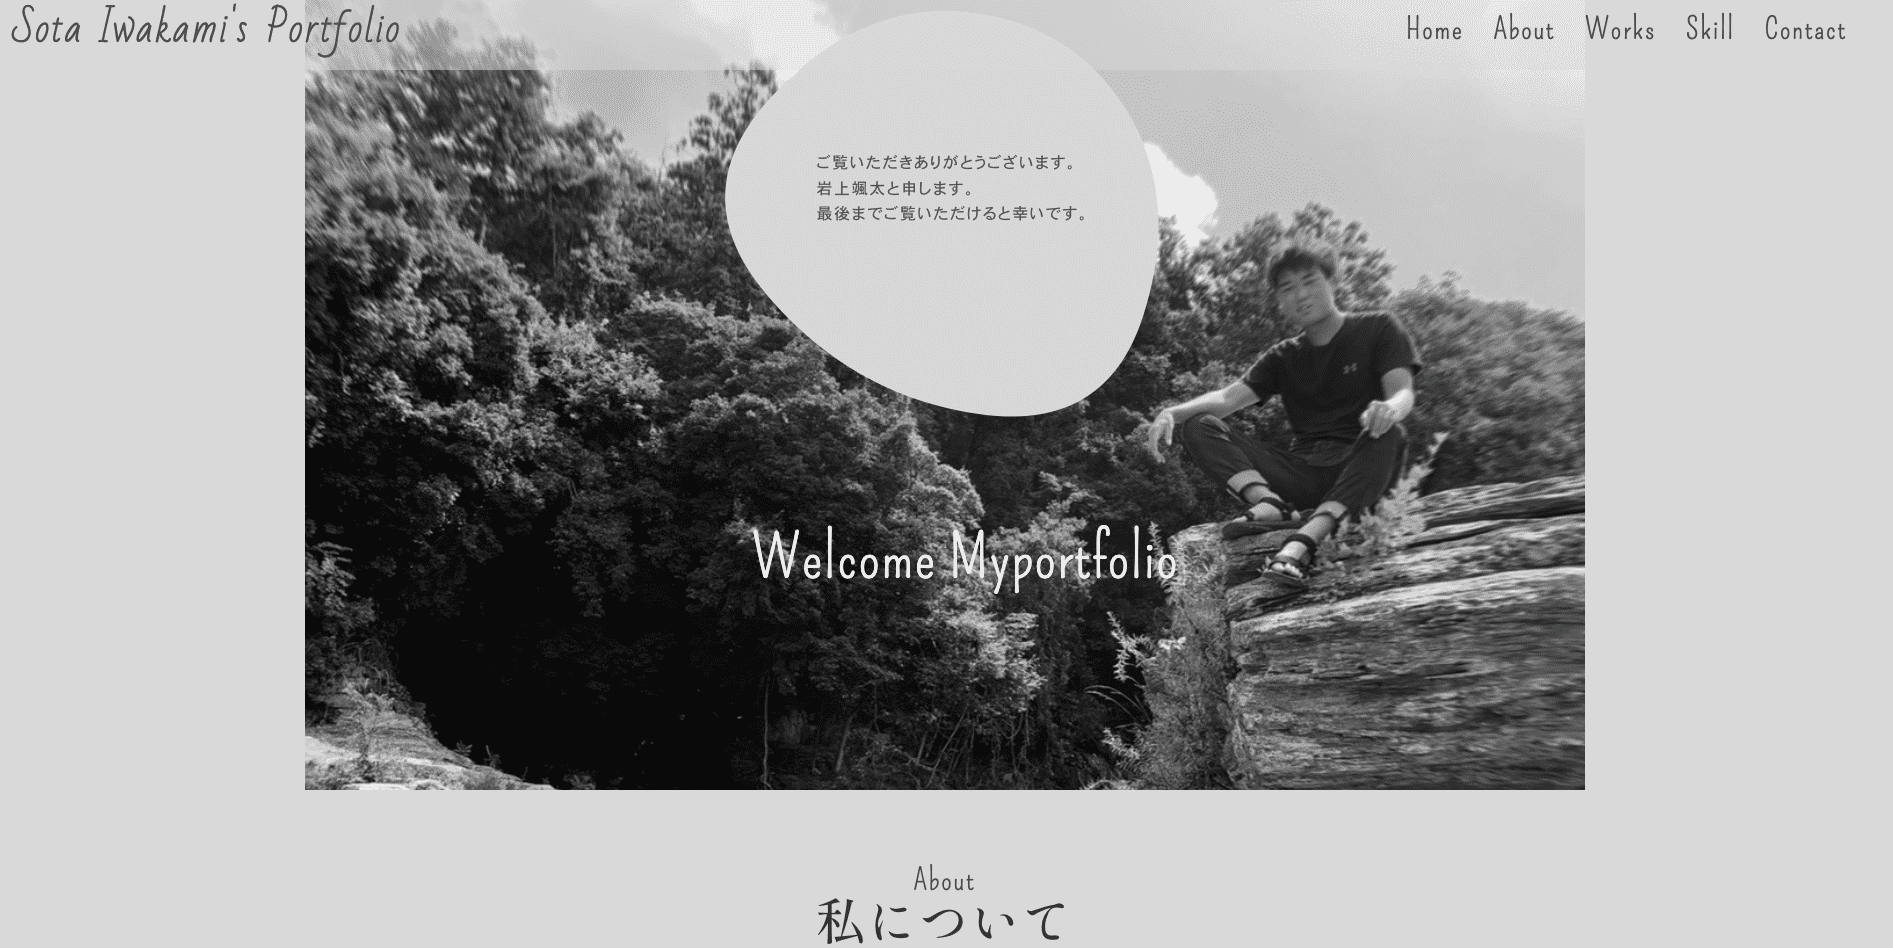 Sota Iwakami's Portfolio
Home About Works Skill Contact
ご覧いただきありがとうございます。
岩上颯太と申します。
最後までご覧いただけると幸いです。
Welcome Myportfolio
About
私について